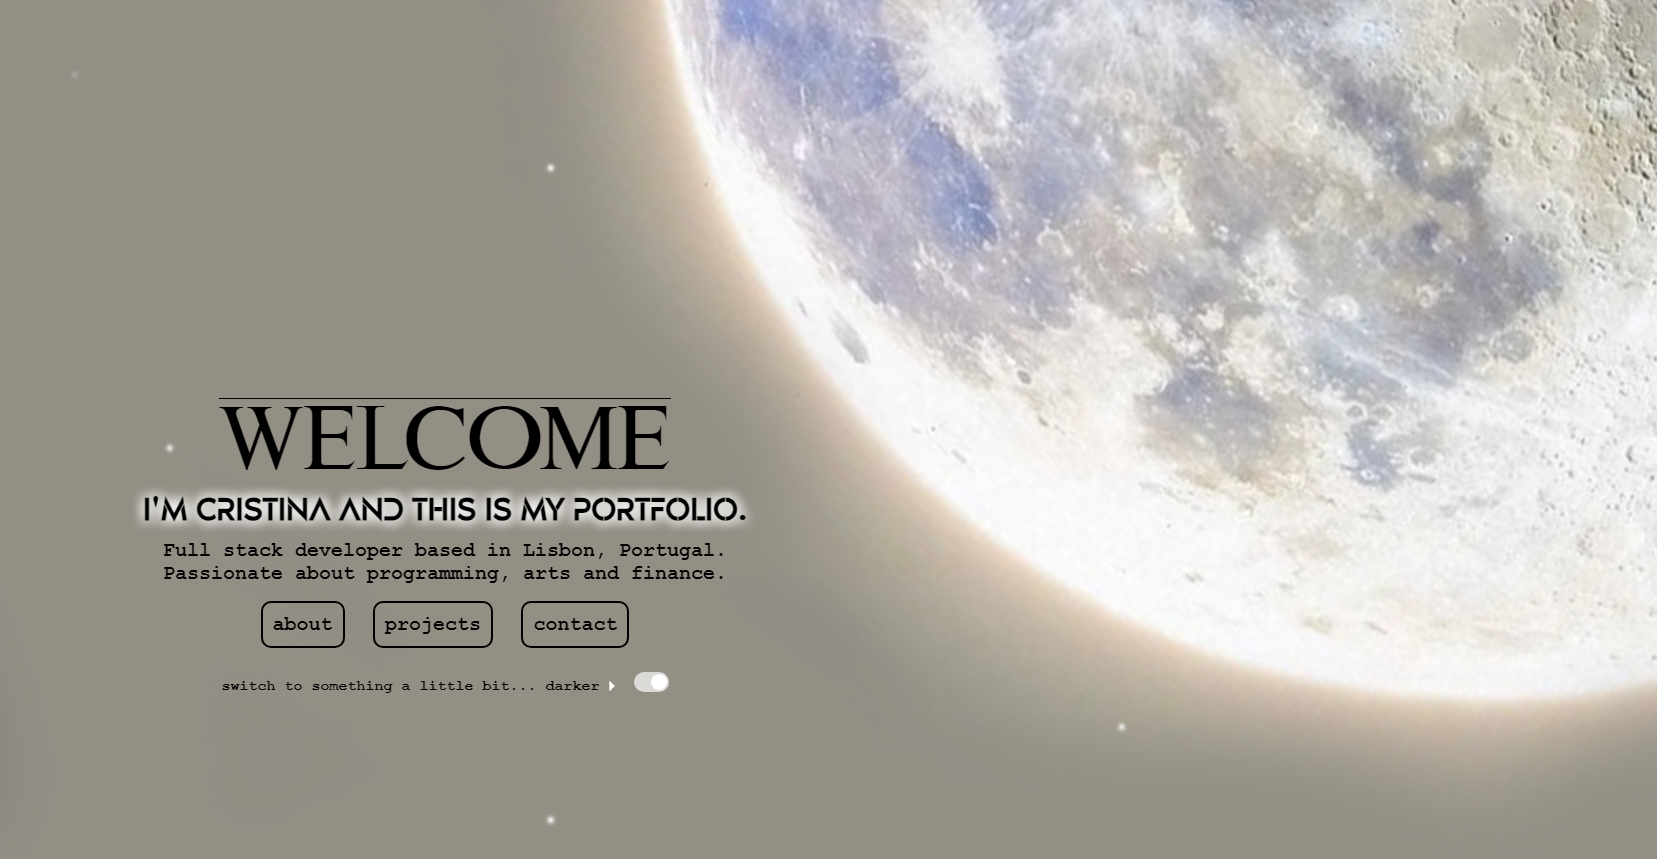 WELCOME
I'M CRISTINA AND THIS IS MY PORTFOLIO.
Full stack developer based in Lisbon, Portugal.
Passionate about programming, arts and finance.
about projects contact
switch to something a little bit... darker